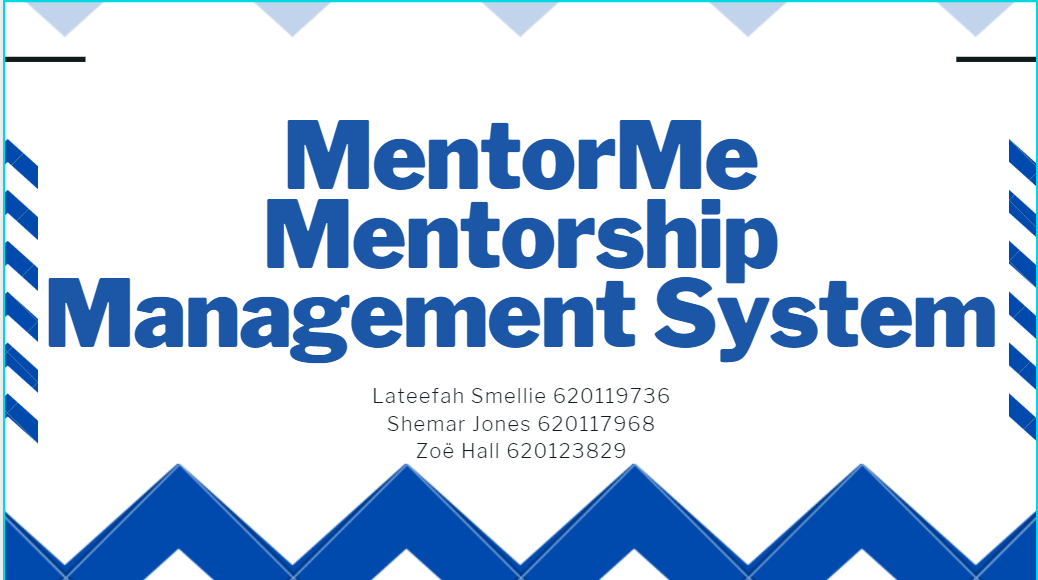 MentorMe
Mentorship
Management System
Lateefah Smellie 620119736
Shemar Jones 620117968
Zoë Hall 620123829